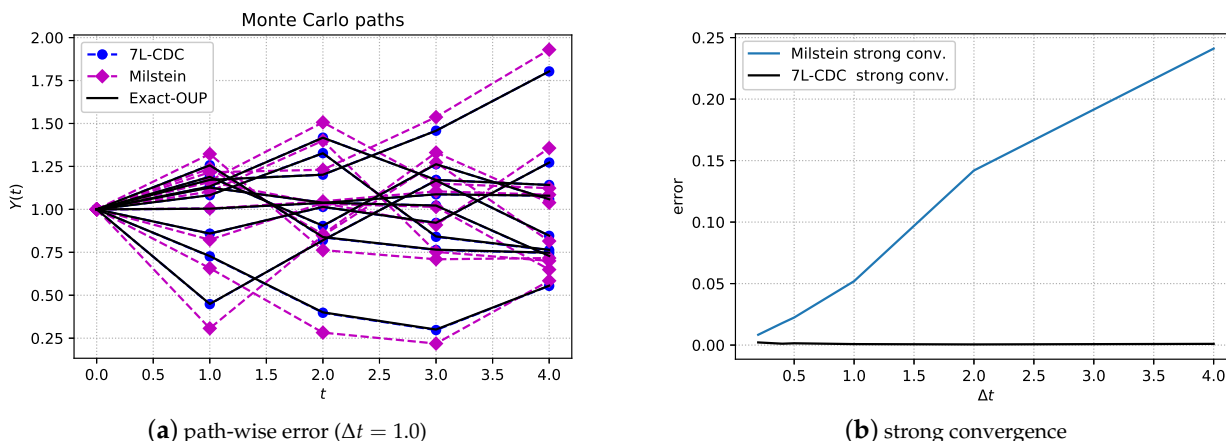 Monte Carlo paths
2.00
1.75
1.50
1.25
1.00
0.75
0.50
0.25
Y(t)
7L-CDC
Milstein
Exact-OUP
0.0 0.5 1.0 1.5 2.0 2.5 3.0 3.5 4.0
t
(a) path-wise error (Δt = 1.0)
0.25
0.20
0.15
0.10
0.05
0.00
error
Milstein strong conv.
7L-CDC strong conv.
0.5 1.0 1.5 2.0 2.5 3.0 3.5 4.0
Δt
(b) strong convergence